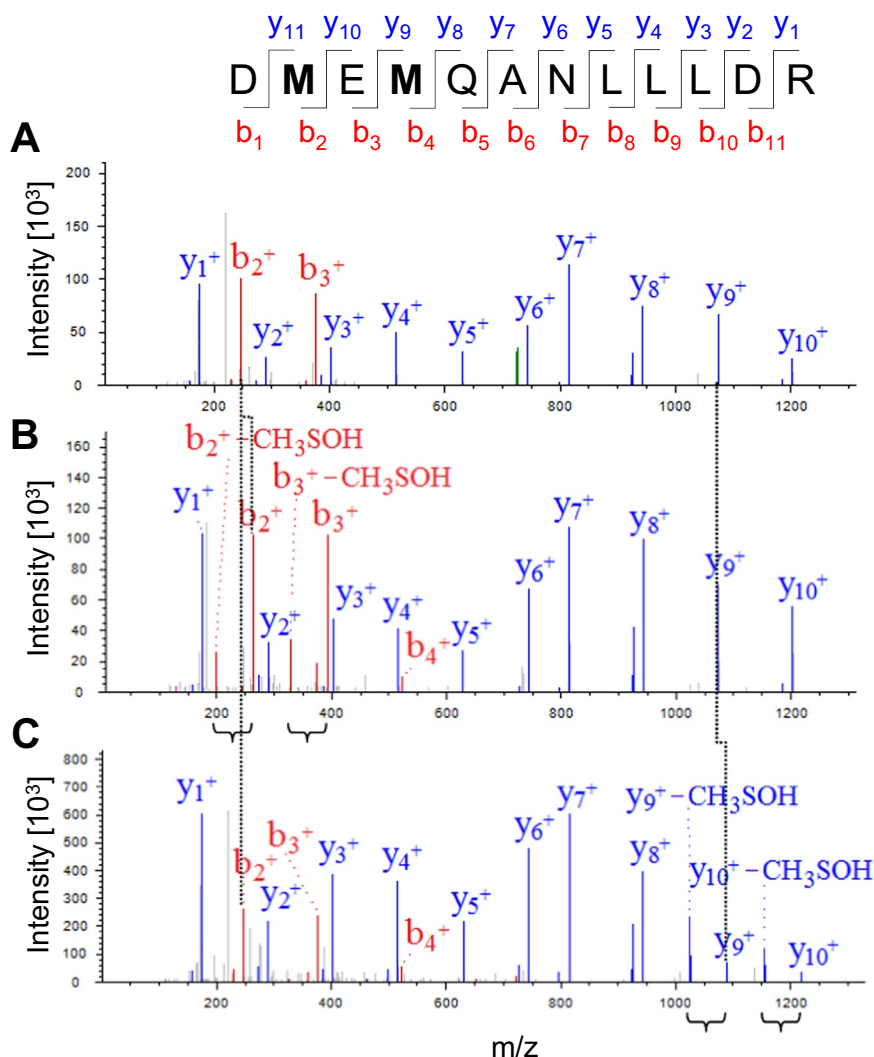 y11 y10 y9 y8 y7 y6 y5 y4 y3 y2 y1
D M E M Q A N L L L D R
b1 b2 b3 b4 b5 b6 b7 b8 b9 b10 b11
A
Intensity [10³]
200
150
100
50
0
y1+ b2+ y2+ b3+ y3+ y4+ y5+ y6+ y7+ y8+ y9+ y10+
200 400 600 800 1000 1200
B
Intensity [10³]
160
140
120
100
80
60
40
20
0
b2+ −CH3SOH
b3+ −CH3SOH
y1+ b2+ y2+ b3+ y3+ y4+ b4+ y5+ y6+ y7+ y8+ y9+ y10+
200 400 600 800 1000 1200
C
Intensity [10³]
800
700
600
500
400
300
200
100
0
y9+ −CH3SOH
y10+ −CH3SOH
y1+ b2+ y2+ b3+ y3+ y4+ b4+ y5+ y6+ y7+ y8+ y9+ y10+
200 400 600 800 1000 1200
m/z